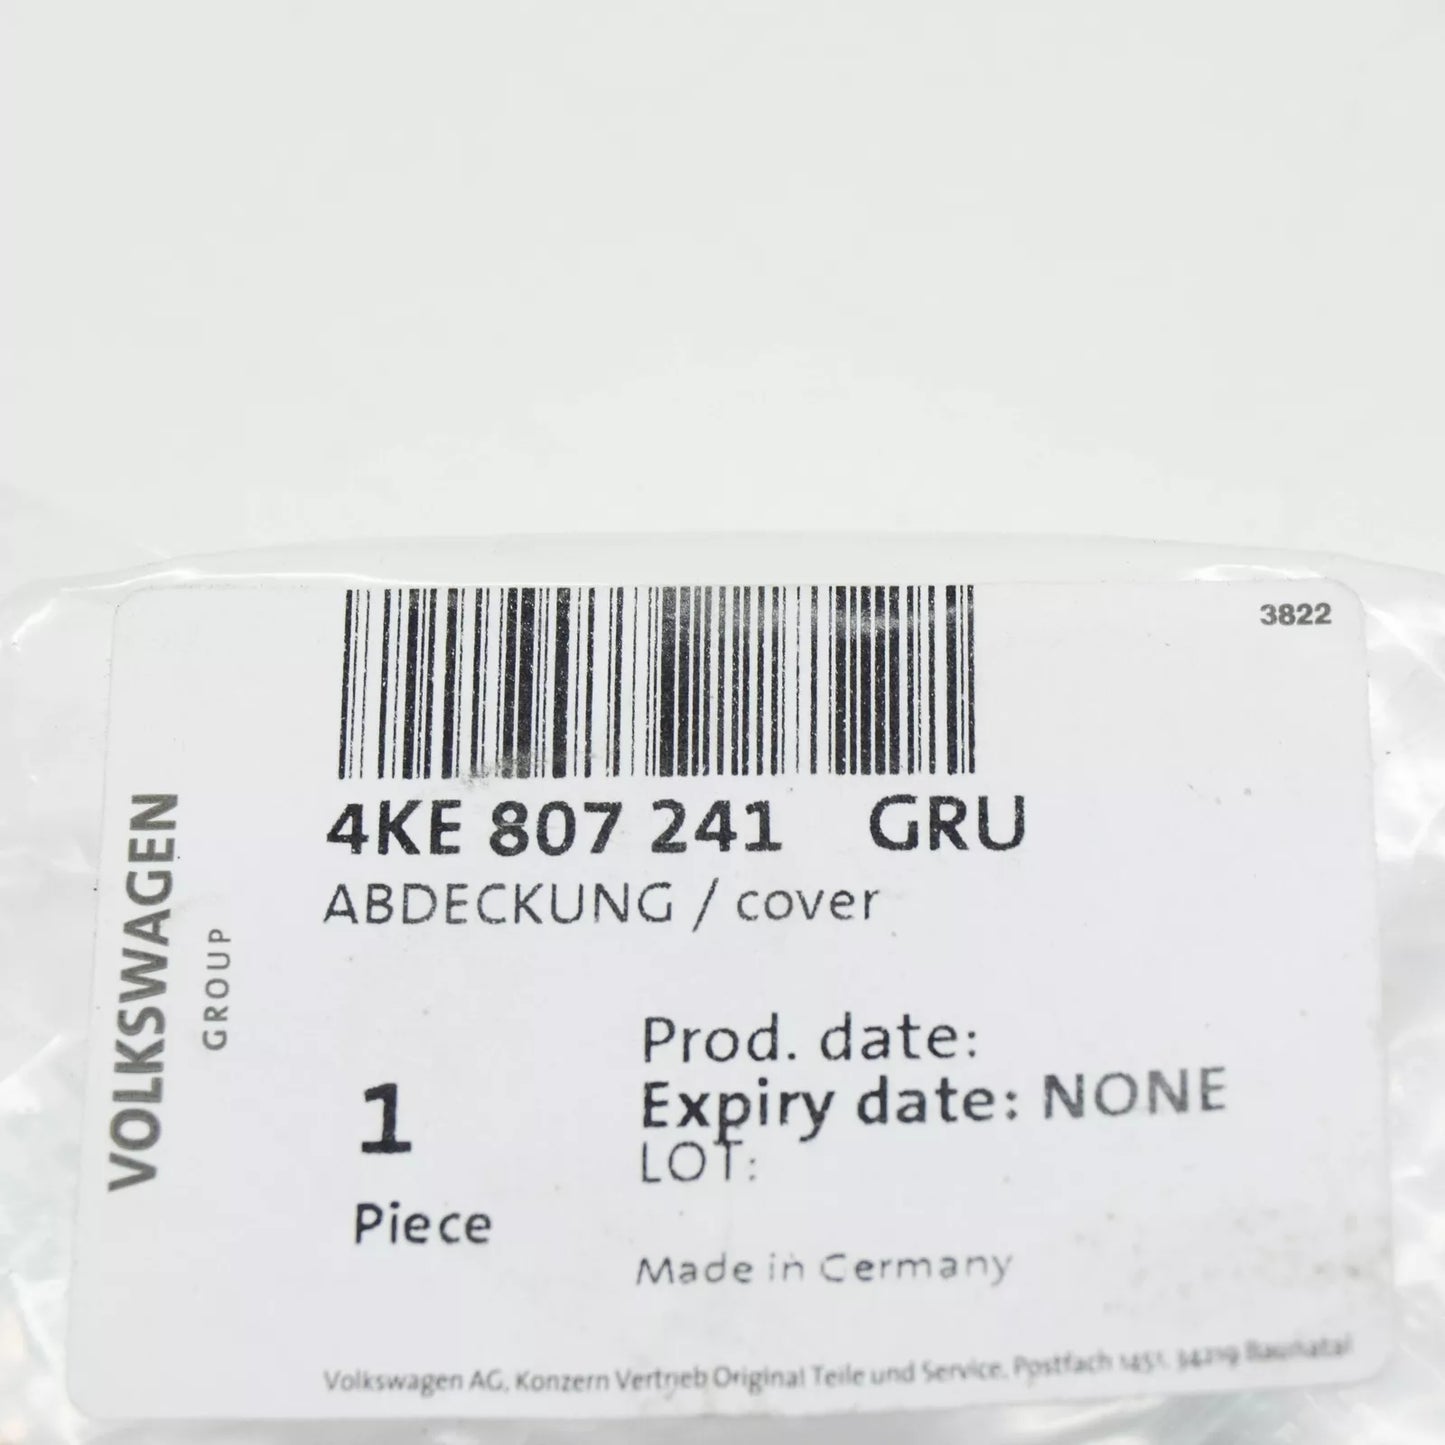 3822
4KE 807 241 GRU
ABDECKUNG / cover
VOLKSWAGEN
GROUP
1
Piece
Prod. date:
Expiry date: NONE
LOT:
Made in Germany
Volkswagen AG, Konzern Vertrieb Original Teile und Service, Postfach 1451, 34219 Baunatal